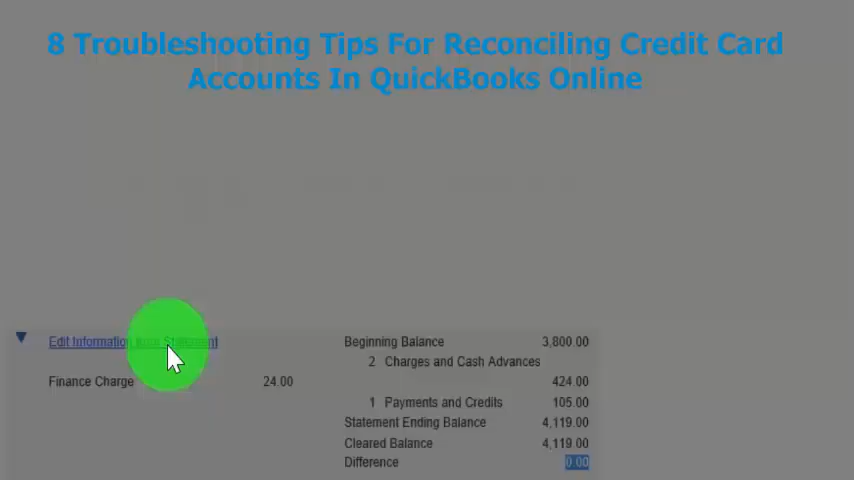 8 Troubleshooting Tips For Reconciling Credit Card
Accounts In QuickBooks Online
Edit Information from Statement
Beginning Balance 3,800.00
2 Charges and Cash Advances
Finance Charge 24.00
424.00
1 Payments and Credits 105.00
Statement Ending Balance 4,119.00
Cleared Balance 4,119.00
Difference 0.00